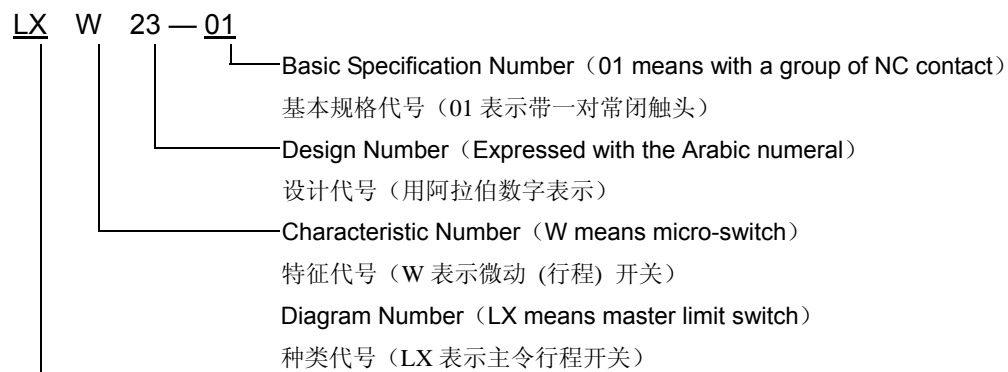 LX W 23 — 01
Basic Specification Number（01 means with a group of NC contact）
基本规格代号（01 表示带一对常闭触头）
Design Number（Expressed with the Arabic numeral）
设计代号（用阿拉伯数字表示）
Characteristic Number（W means micro-switch）
特征代号（W 表示微动 (行程) 开关）
Diagram Number（LX means master limit switch）
种类代号（LX 表示主令行程开关）